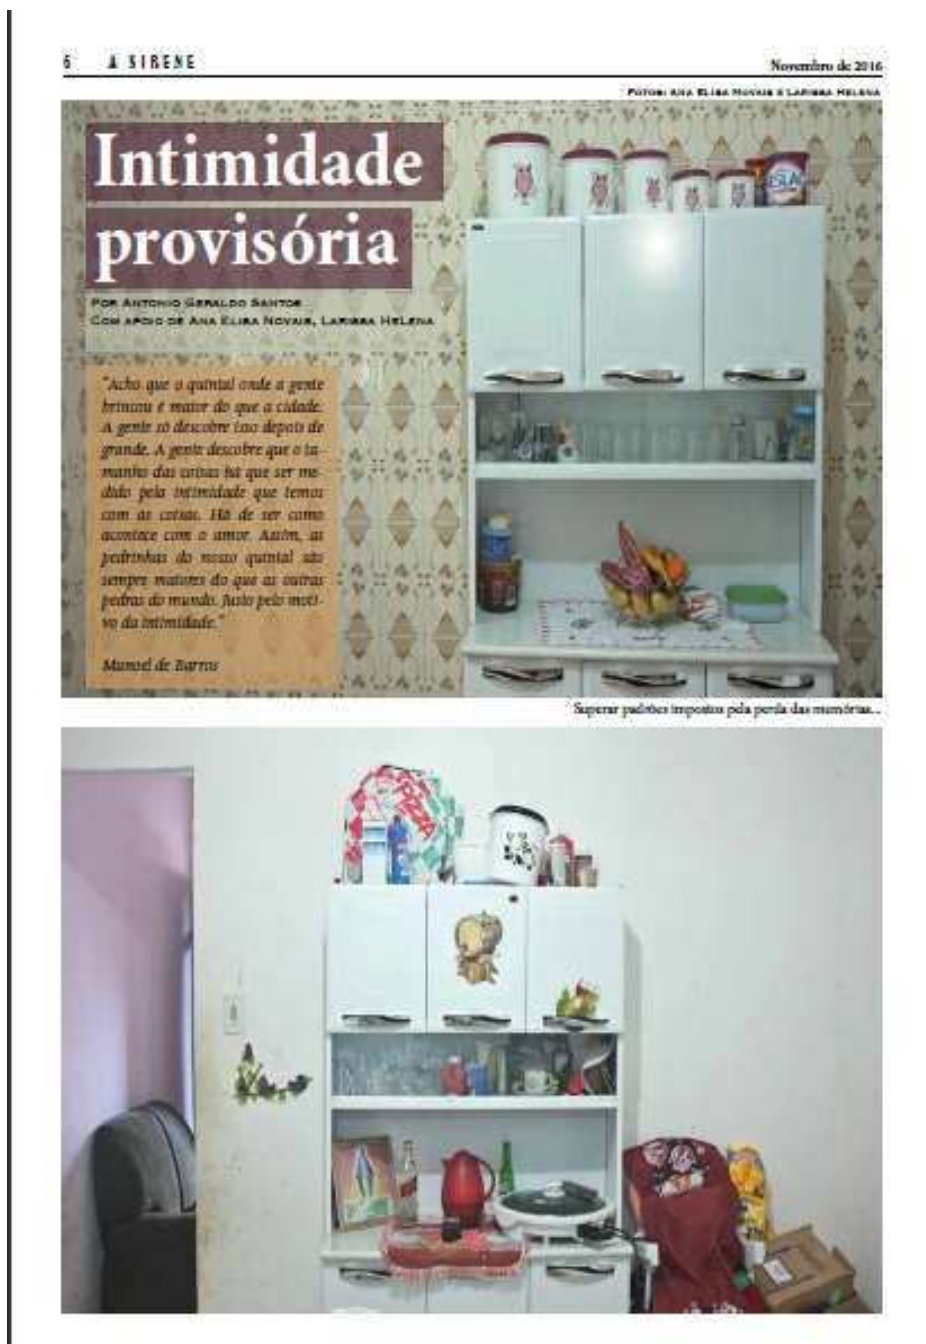 6 A SIRENE
Novembro de 2016
FOTOS: ANA ELISA NOVAIS E LARISSA HELENA
Intimidade
provisória
POR ANTONIO GERALDO SANTOS
COM APOIO DE ANA ELISA NOVAIS, LARISSA HELENA
"Acho que o quintal onde a gente
brincou é maior do que a cidade.
A gente só descobre isso depois de
grande. A gente descobre que o ta-
manho das coisas há que ser me-
dido pela intimidade que temos
com as coisas. Há de ser como
acontece com o amor. Assim, as
pedrinhas do nosso quintal são
sempre maiores do que as outras
pedras do mundo. Justo pelo moti-
vo da intimidade."
Manoel de Barros
Superar padrões impostos pela perda das memórias...
PIZZA